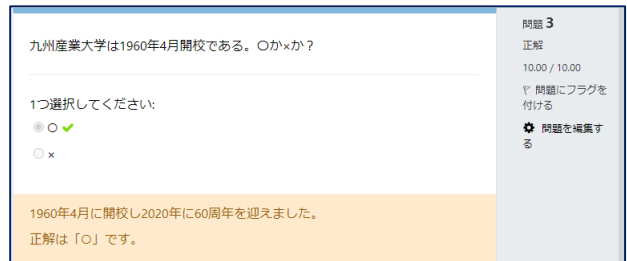 九州産業大学は1960年4月開校である。〇か×か？
1つ選択してください:
〇
×
1960年4月に開校し2020年に60周年を迎えました。
正解は「〇」です。
問題 3
正解
10.00 / 10.00
問題にフラグを
付ける
問題を編集す
る